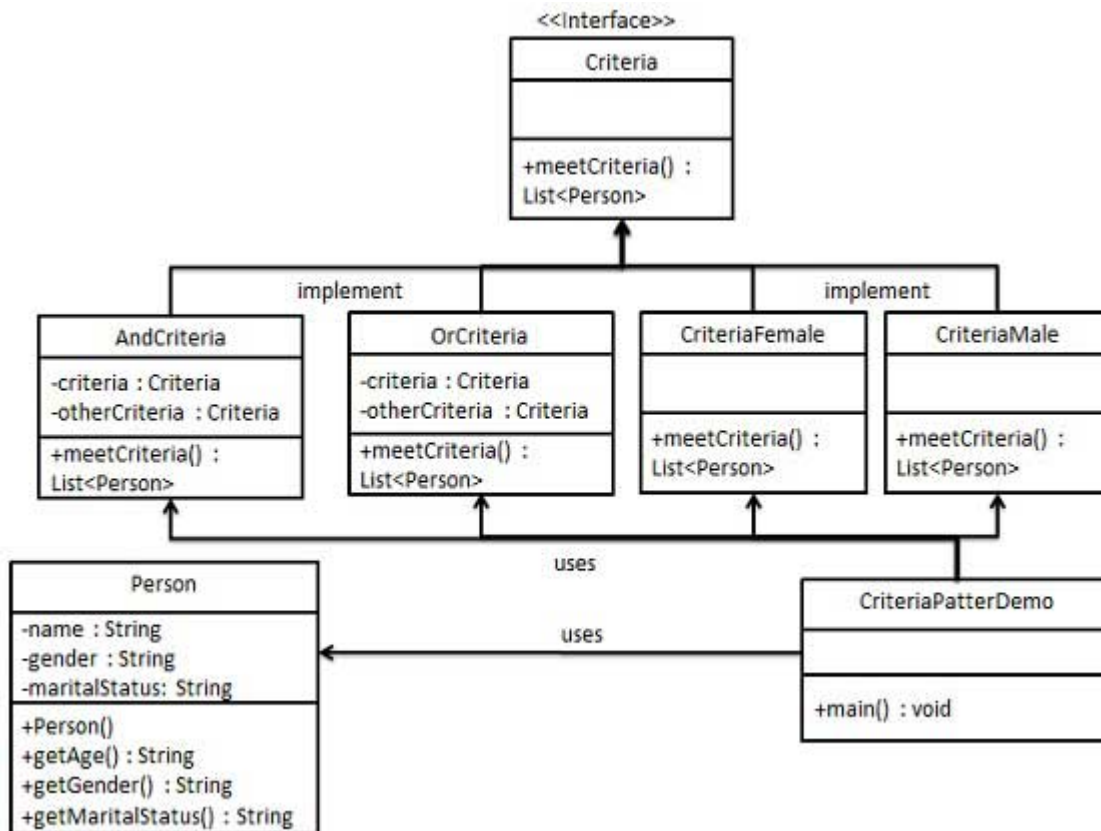 <<Interface>>
Criteria
+meetCriteria() :
List<Person>
implement
implement
AndCriteria
-criteria : Criteria
-otherCriteria : Criteria
+meetCriteria() :
List<Person>
OrCriteria
-criteria : Criteria
-otherCriteria : Criteria
+meetCriteria() :
List<Person>
CriteriaFemale
+meetCriteria() :
List<Person>
CriteriaMale
+meetCriteria() :
List<Person>
uses
Person
-name : String
-gender : String
-maritalStatus: String
+Person()
+getAge() : String
+getGender() : String
+getMaritalStatus() : String
uses
CriteriaPatterDemo
+main() : void